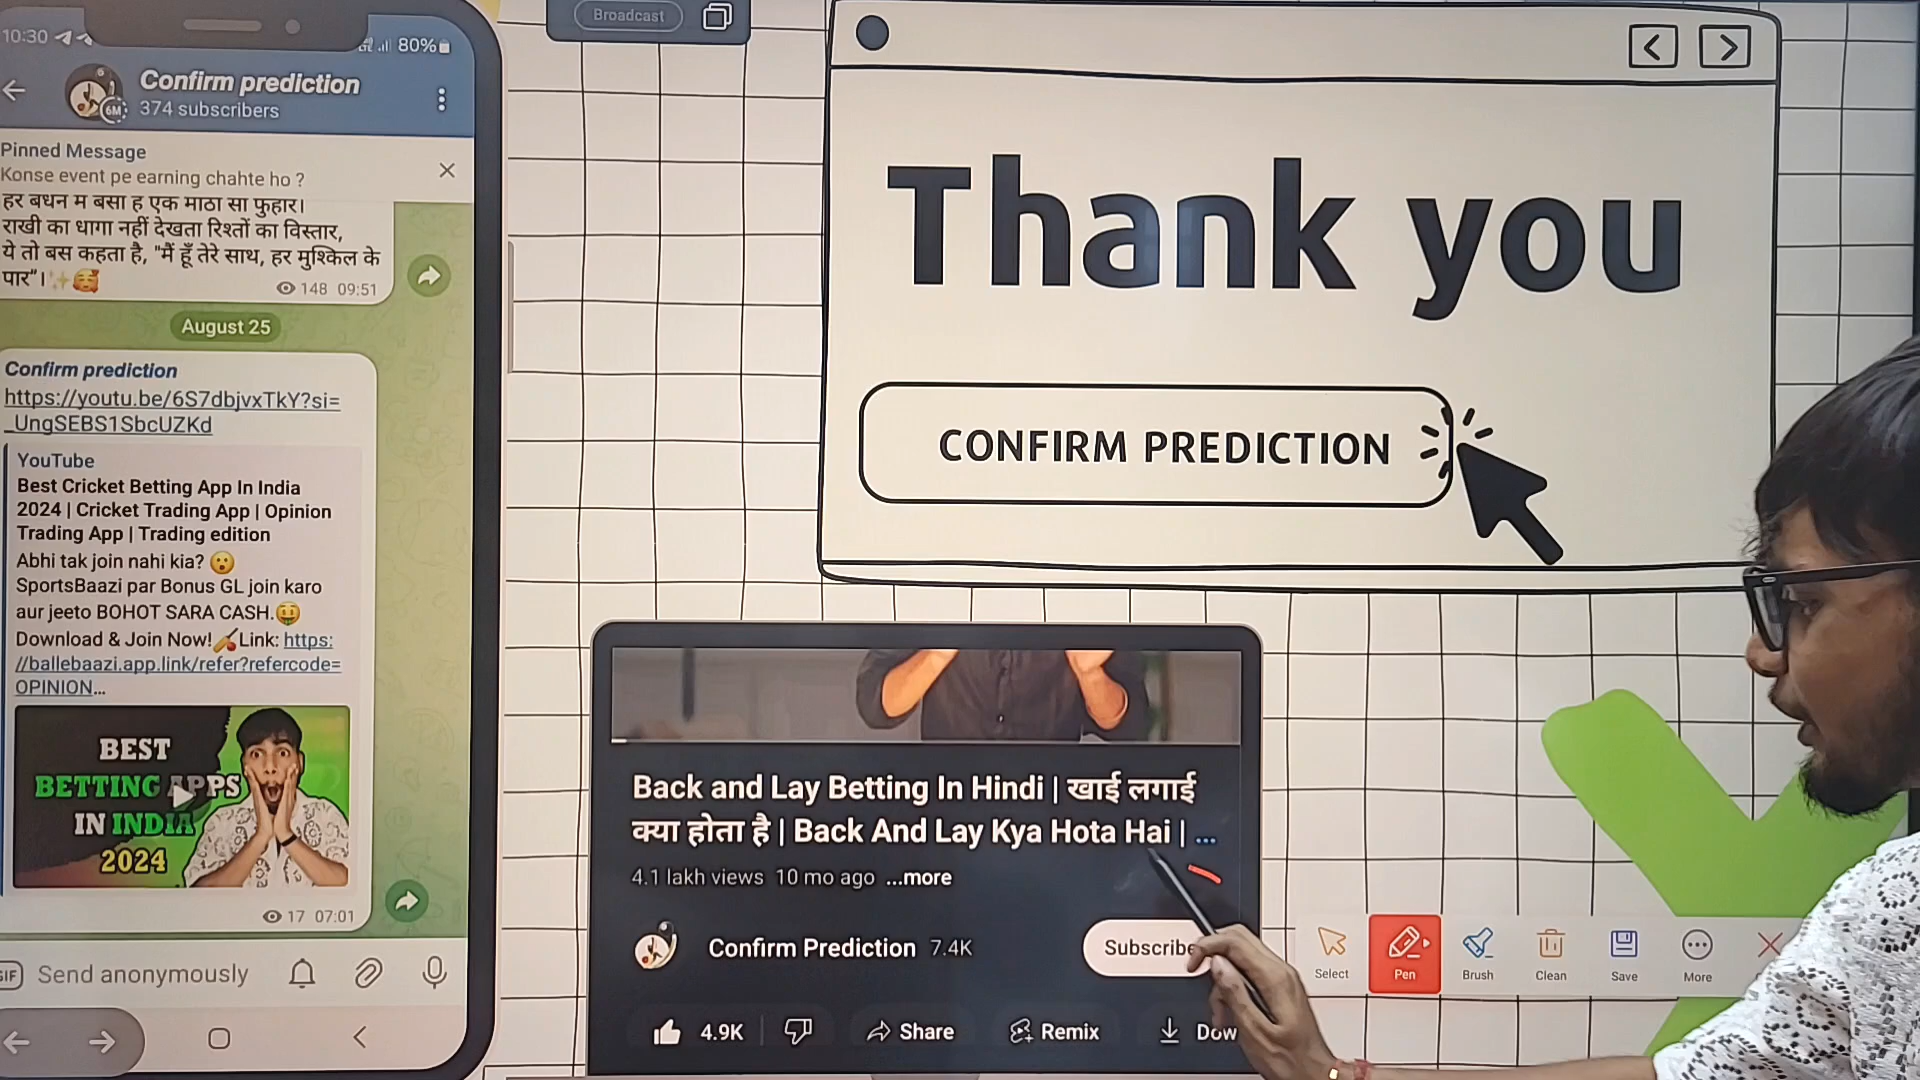 10:30
80%
Confirm prediction
374 subscribers
6M
Pinned Message
Konse event pe earning chahte ho ?
हर बंधन में बसी है एक मीठी सी फुहार।
राखी का धागा नहीं देखता रिश्तों का विस्तार,
ये तो बस कहता है, "मैं हूँ तेरे साथ, हर मुश्किल के
पार"।✨🥰
148 09:51
August 25
Confirm prediction
https://youtu.be/6S7dbjvxTkY?si=
_UngSEBS1SbcUZKd
YouTube
Best Cricket Betting App In India
2024 | Cricket Trading App | Opinion
Trading App | Trading edition
Abhi tak join nahi kia? 😮
SportsBaazi par Bonus GL join karo
aur jeeto BOHOT SARA CASH.🤑
Download & Join Now!🏏Link: https:
//ballebaazi.app.link/refer?refercode=
OPINION...
BEST
BETTING APPS
IN INDIA
2024
17 07:01
GIF
Send anonymously
Broadcast
Thank you
CONFIRM PREDICTION
Back and Lay Betting In Hindi | खाई लगाई
क्या होता है | Back And Lay Kya Hota Hai | ...
4.1 lakh views 10 mo ago ...more
Confirm Prediction 7.4K
Subscribe
4.9K
Share
Remix
Dow
Select
Pen
Brush
Clean
Save
More